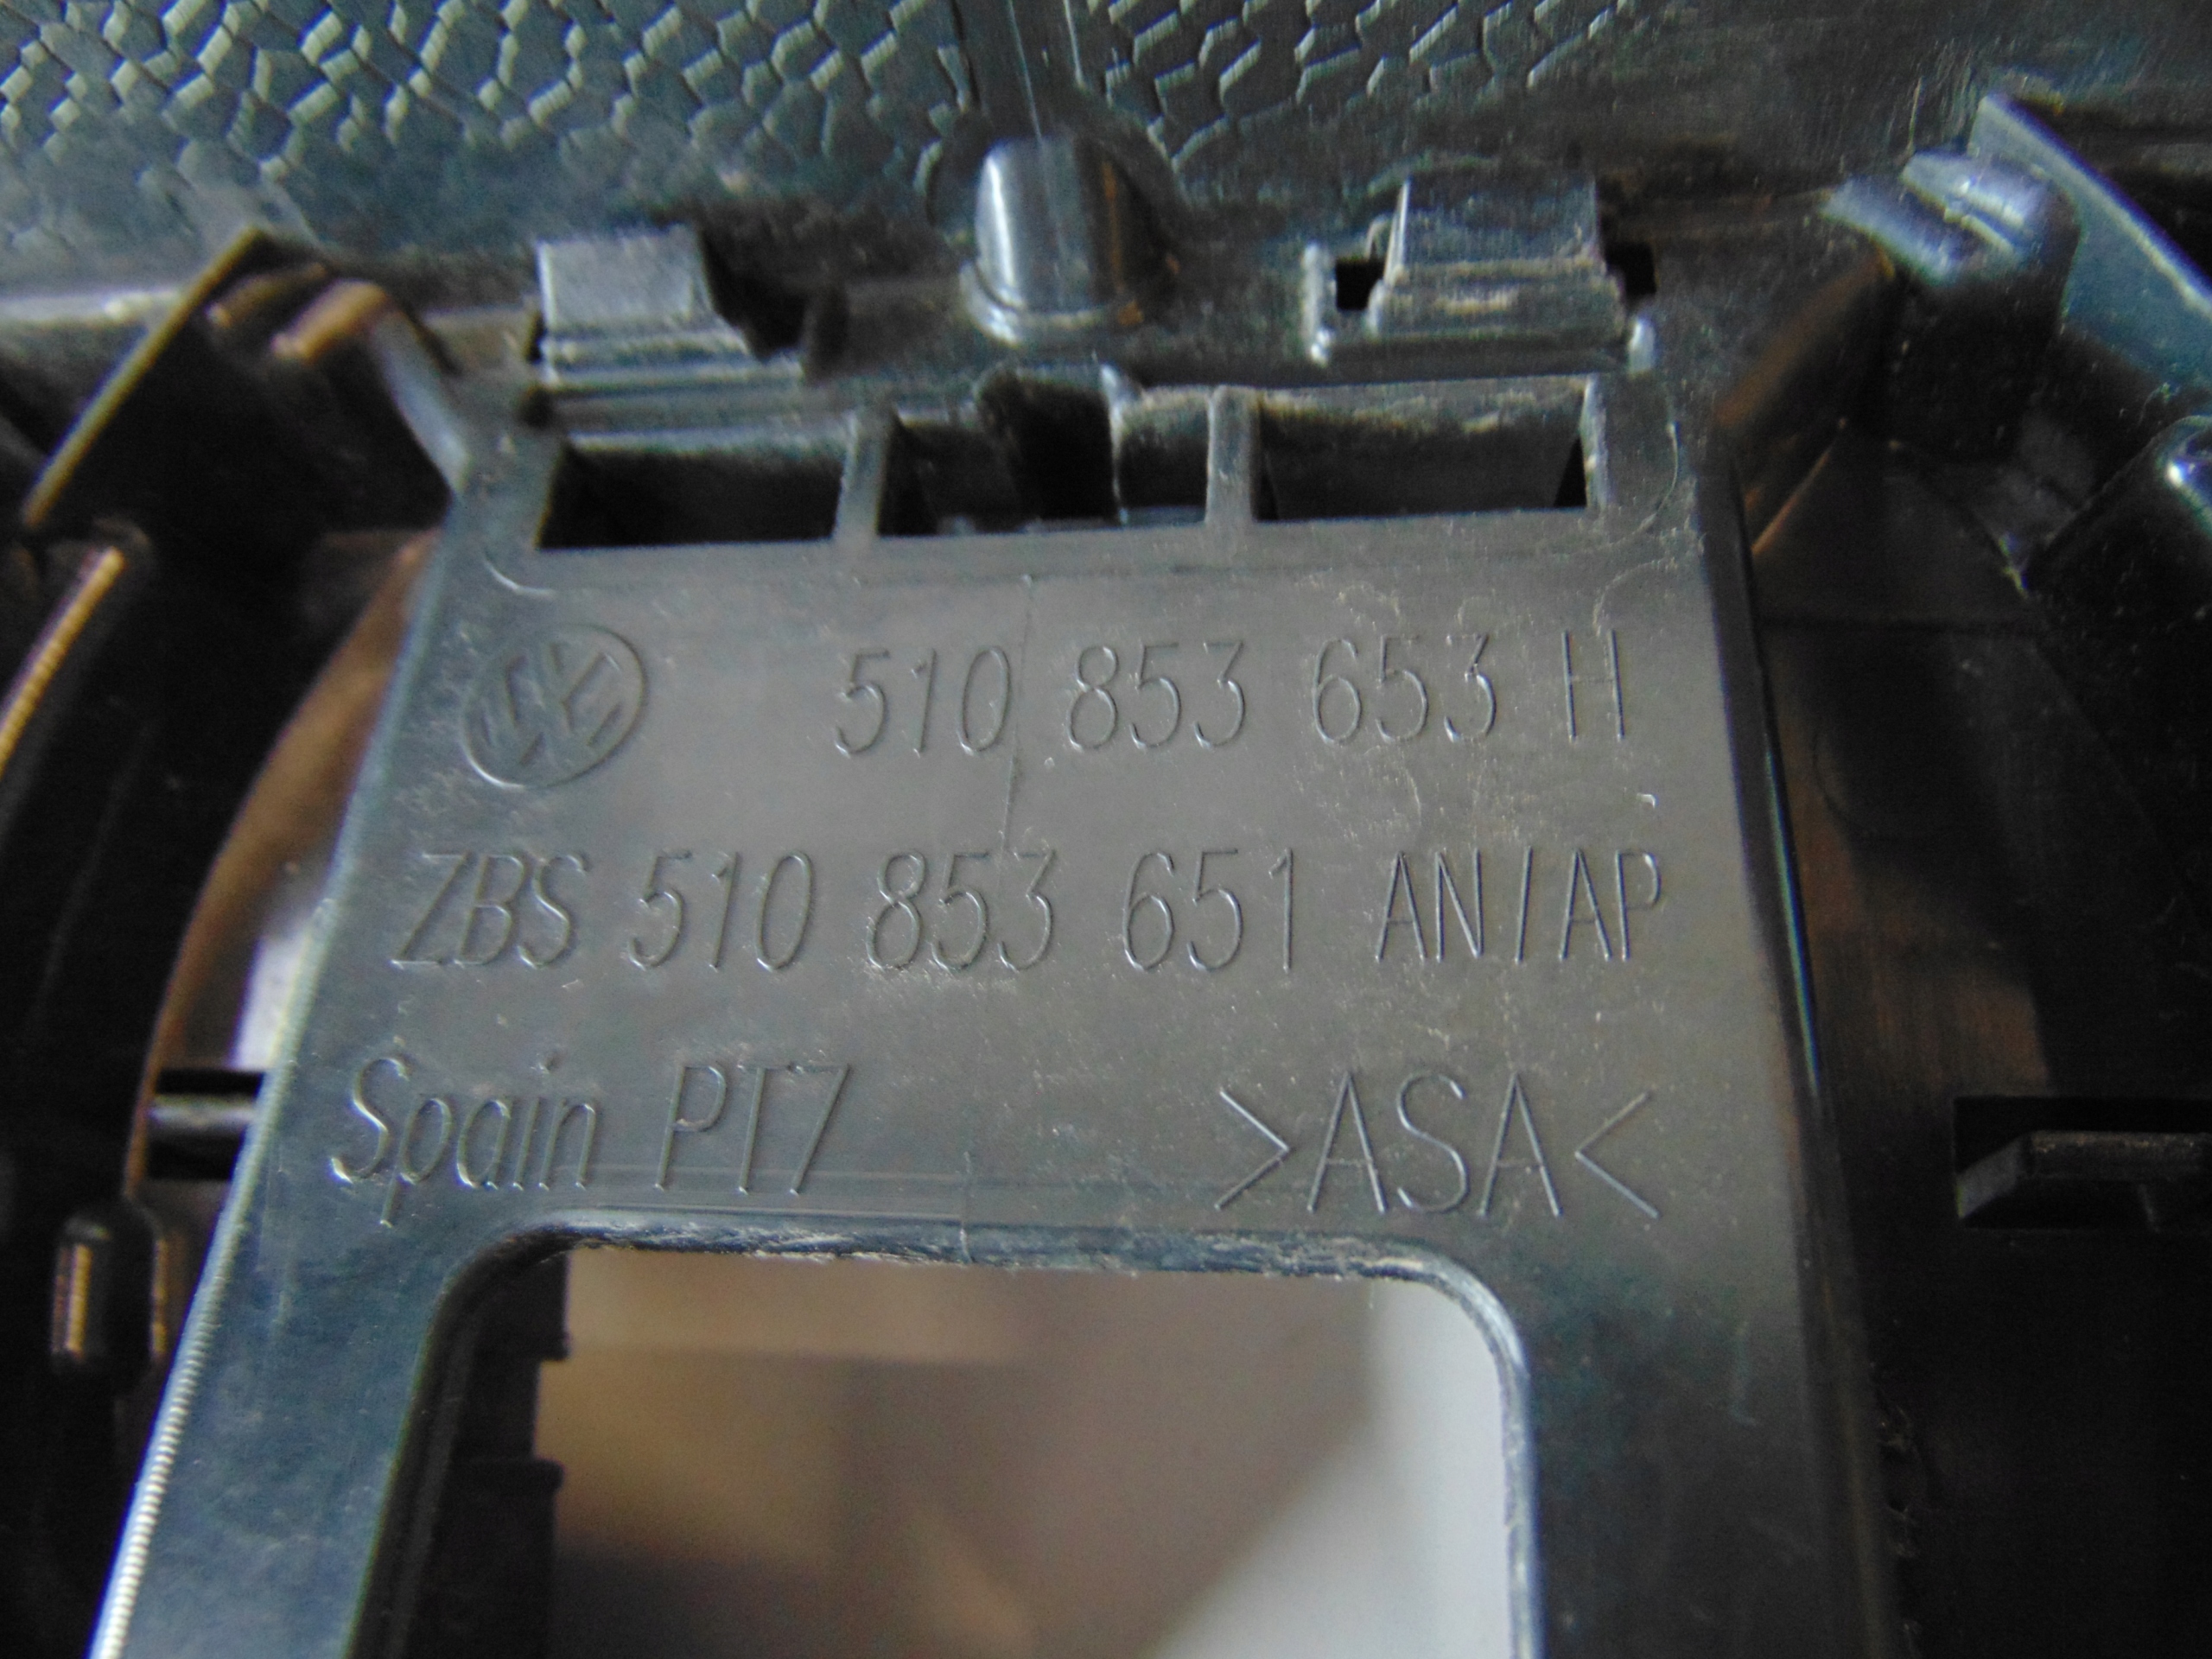 510 853 653 H
ZBS 510 853 651 AN/AP
Spain PT7 >ASA<